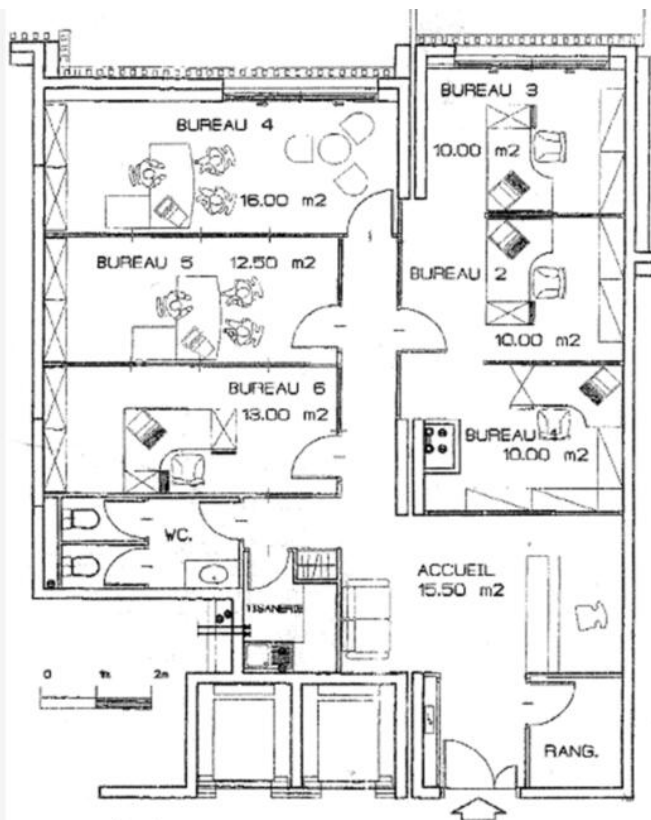 BUREAU 3
10.00 m2
BUREAU 4
16.00 m2
BUREAU 5 12.50 m2
BUREAU 2
10.00 m2
BUREAU 6
13.00 m2
BUREAU 1
10.00 m2
WC.
ACCUEIL
15.50 m2
TISANERIE
0 1m 2m
RANG.